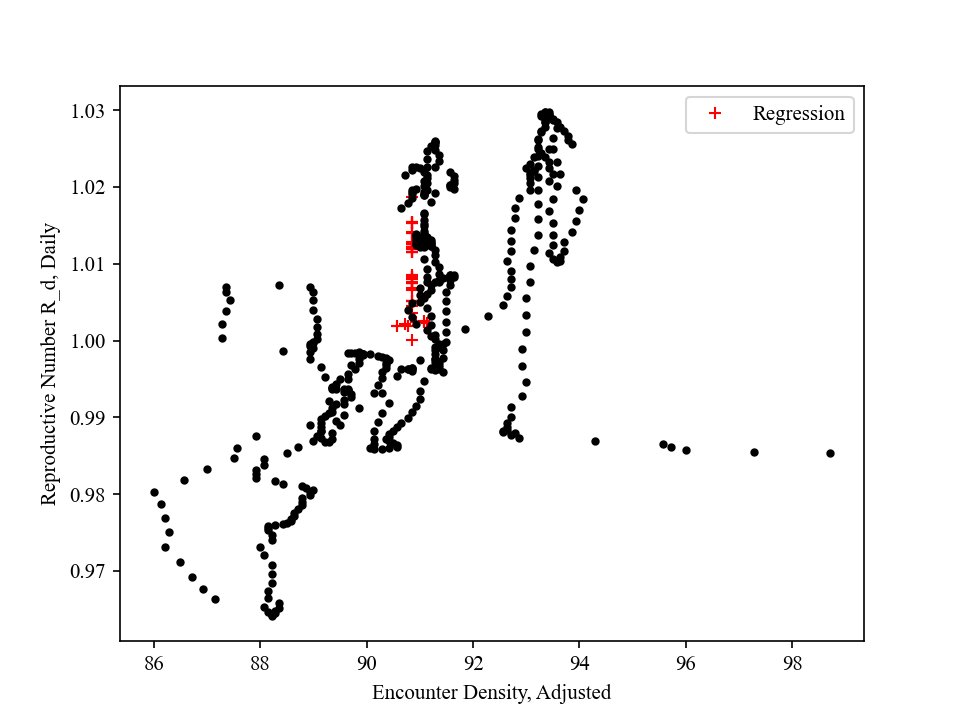 Regression
1.03
1.02
1.01
1.00
0.99
0.98
0.97
Reproductive Number R_d, Daily
86 88 90 92 94 96 98
Encounter Density, Adjusted